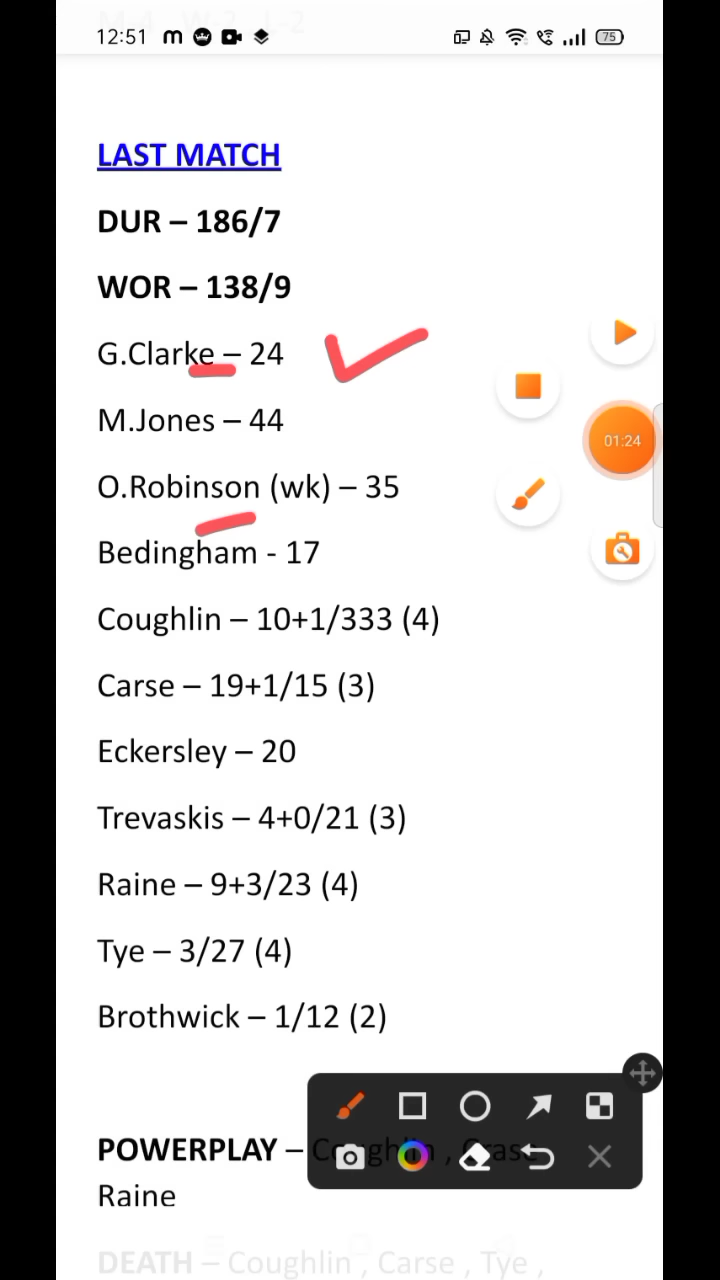 12:51 75
LAST MATCH
DUR – 186/7
WOR – 138/9
G.Clarke – 24
M.Jones – 44
01:24
O.Robinson (wk) – 35
Bedingham - 17
Coughlin – 10+1/333 (4)
Carse – 19+1/15 (3)
Eckersley – 20
Trevaskis – 4+0/21 (3)
Raine – 9+3/23 (4)
Tye – 3/27 (4)
Brothwick – 1/12 (2)
POWERPLAY – Coughlin , Crase
Raine
DEATH – Coughlin , Carse , Tye ,